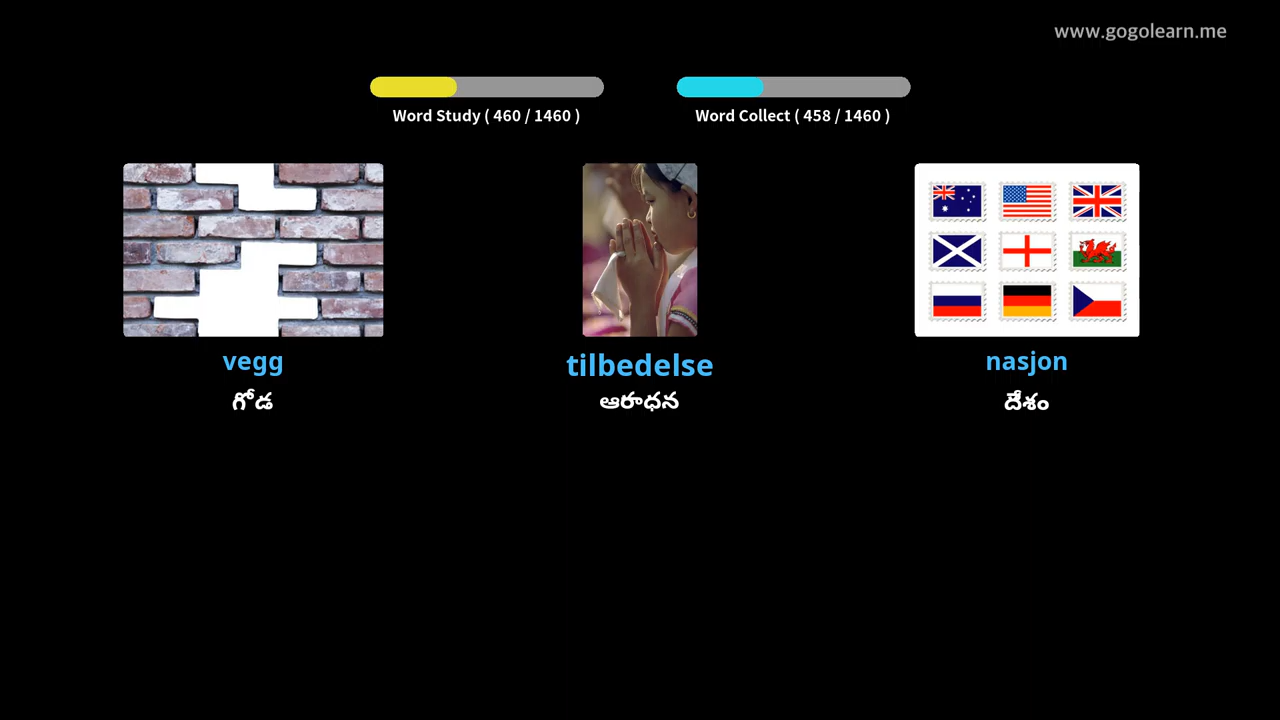 www.gogolearn.me
Word Study ( 460 / 1460 )
Word Collect ( 458 / 1460 )
vegg
గోడ
tilbedelse
ఆరాధన
nasjon
దేశం